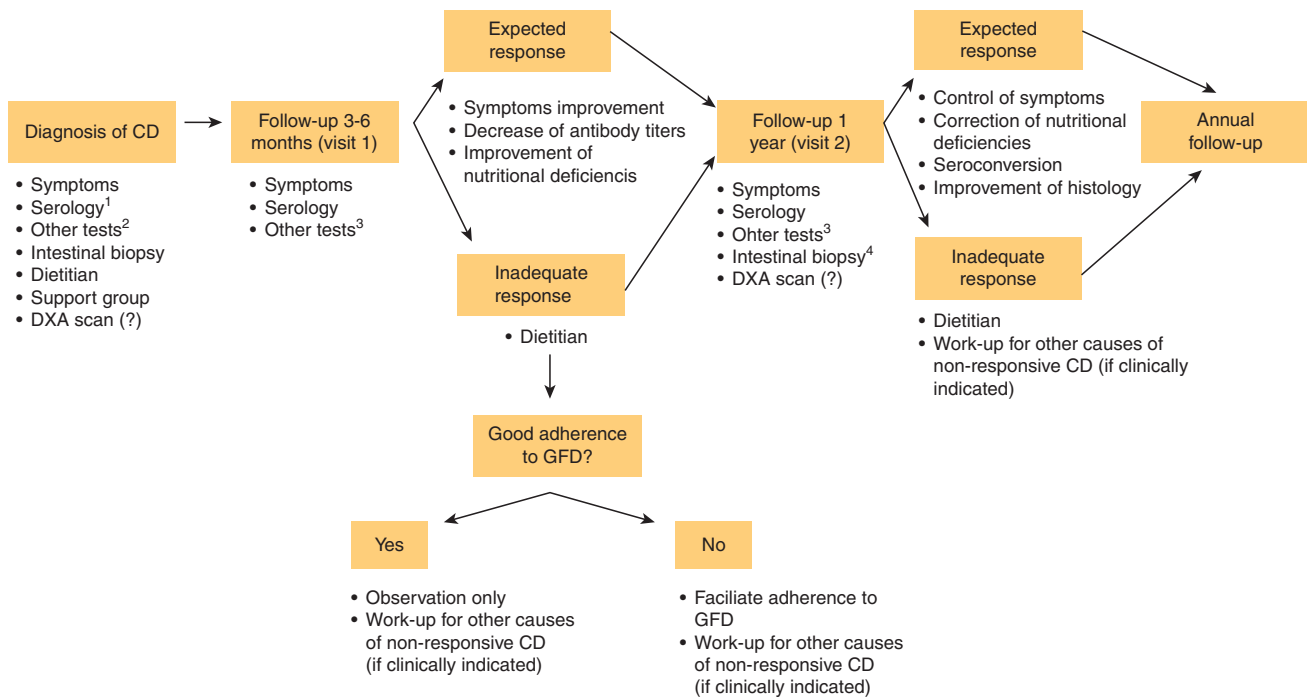 Diagnosis of CD
• Symptoms
• Serology1
• Other tests2
• Intestinal biopsy
• Dietitian
• Support group
• DXA scan (?)
Follow-up 3-6
months (visit 1)
• Symptoms
• Serology
• Other tests3
Expected
response
• Symptoms improvement
• Decrease of antibody titers
• Improvement of
nutritional deficiencis
Inadequate
response
• Dietitian
Good adherence
to GFD?
Yes
• Observation only
• Work-up for other causes
of non-responsive CD
(if clinically indicated)
No
• Faciliate adherence to
GFD
• Work-up for other causes
of non-responsive CD
(if clinically indicated)
Follow-up 1
year (visit 2)
• Symptoms
• Serology
• Ohter tests3
• Intestinal biopsy4
• DXA scan (?)
Expected
response
• Control of symptoms
• Correction of nutritional
deficiencies
• Seroconversion
• Improvement of histology
Inadequate
response
• Dietitian
• Work-up for other causes of
non-responsive CD (if clinically
indicated)
Annual
follow-up